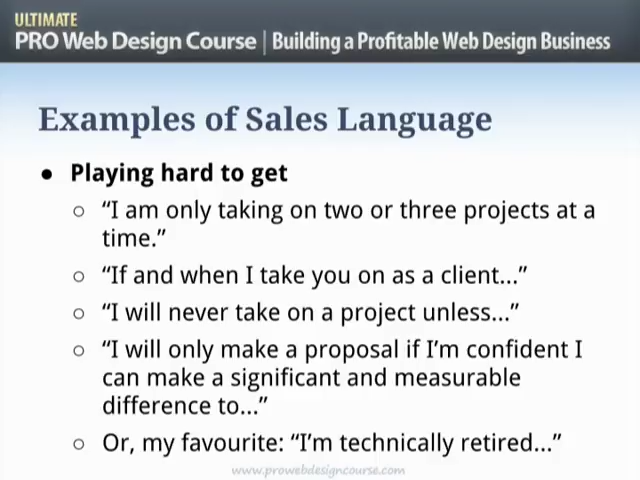 ULTIMATE
PRO Web Design Course | Building a Profitable Web Design Business
Examples of Sales Language
● Playing hard to get
○ “I am only taking on two or three projects at a
time.”
○ “If and when I take you on as a client...”
○ “I will never take on a project unless...”
○ “I will only make a proposal if I’m confident I
can make a significant and measurable
difference to...”
○ Or, my favourite: “I’m technically retired...”
www.prowebdesigncourse.com